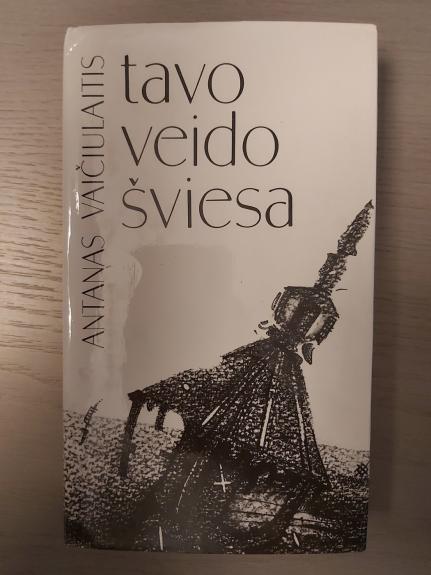 tavo
veido
šviesa
ANTANAS VAIČIULAITIS